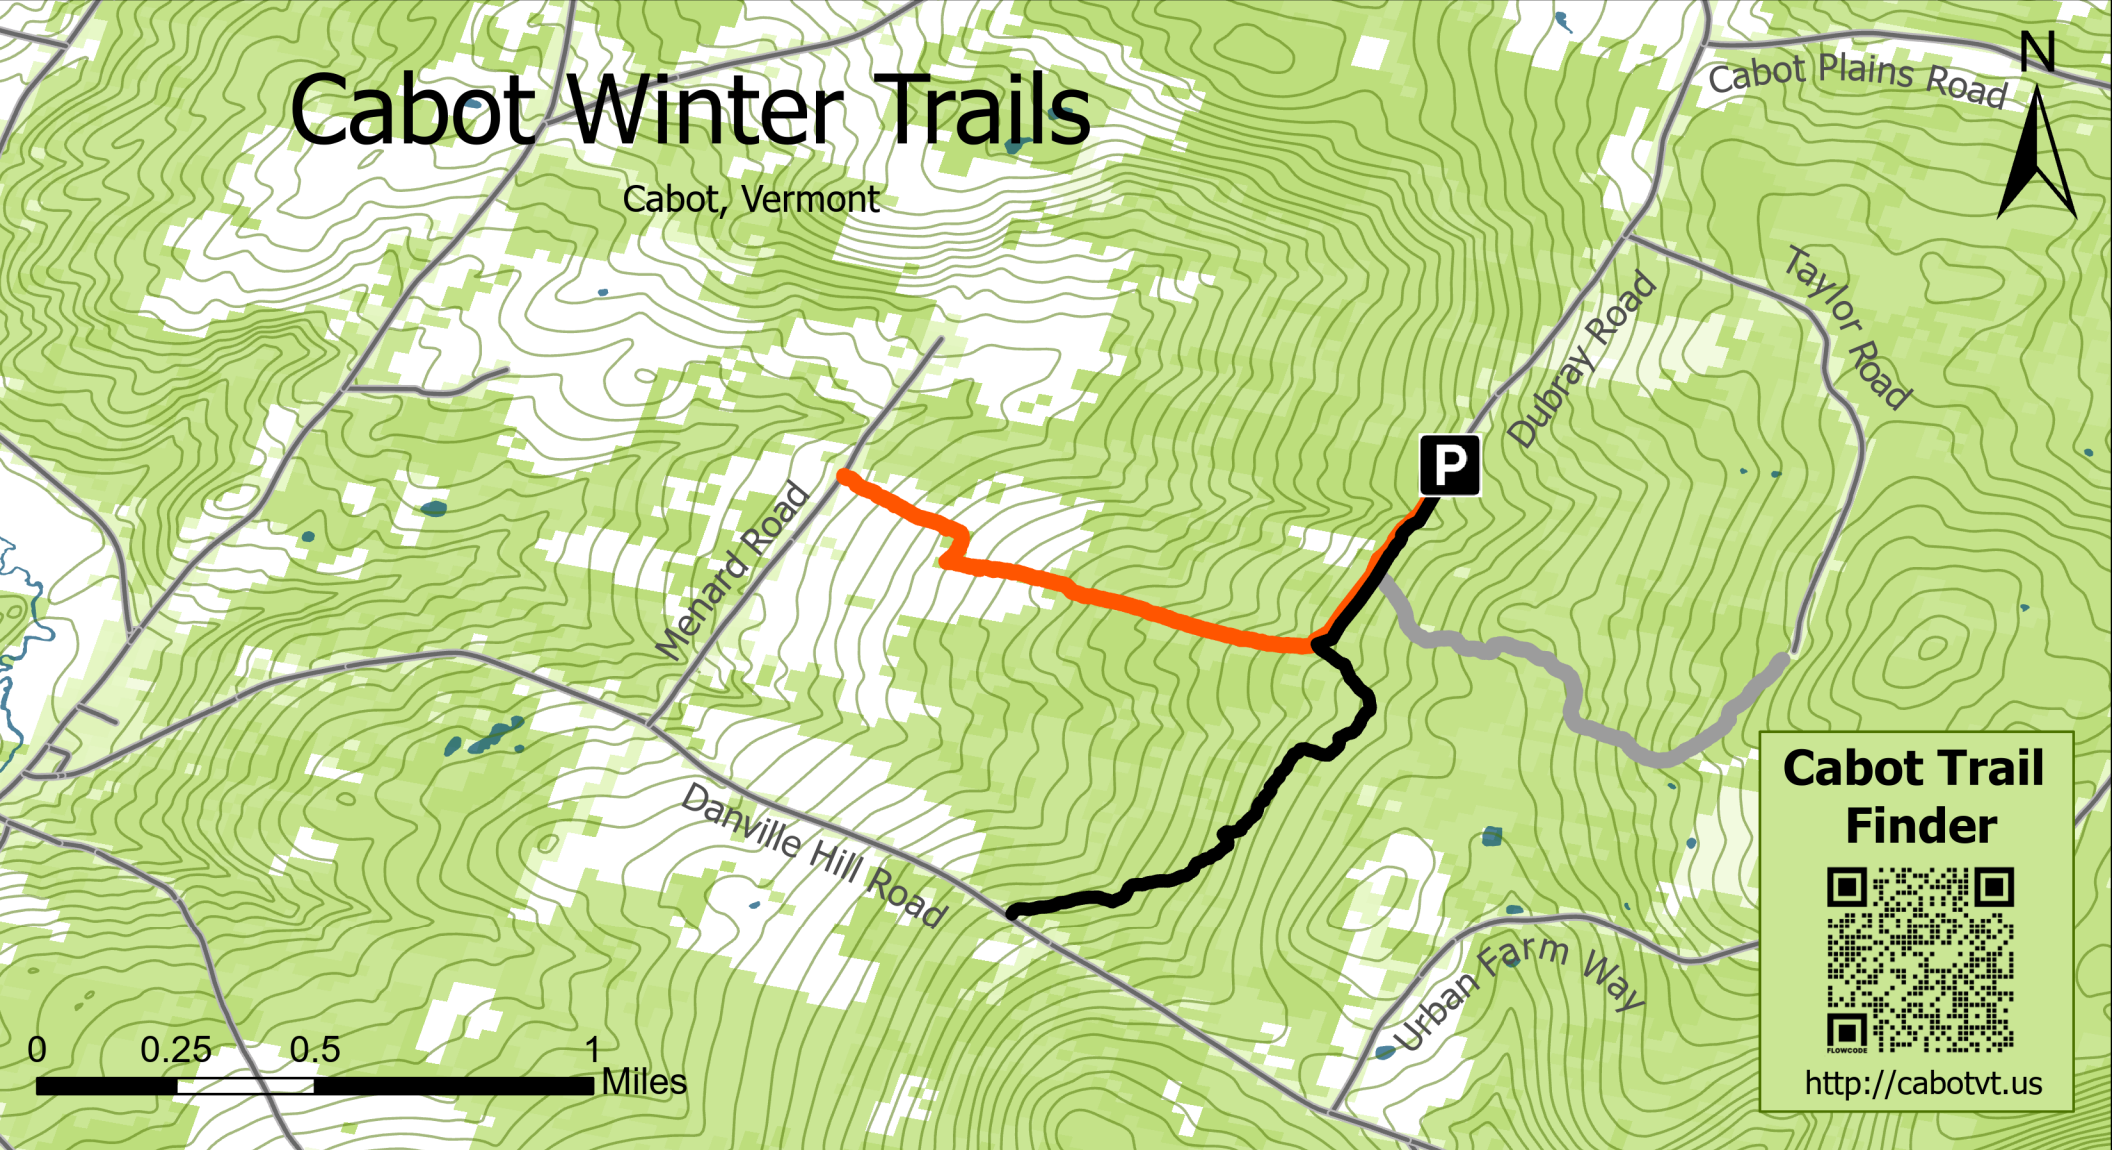 Cabot Winter Trails
Cabot, Vermont
N
Cabot Plains Road
Taylor Road
Dubray Road
P
Menard Road
Danville Hill Road
Urban Farm Way
0 0.25 0.5 1
Miles
Cabot Trail
Finder
FLOWCODE
http://cabotvt.us